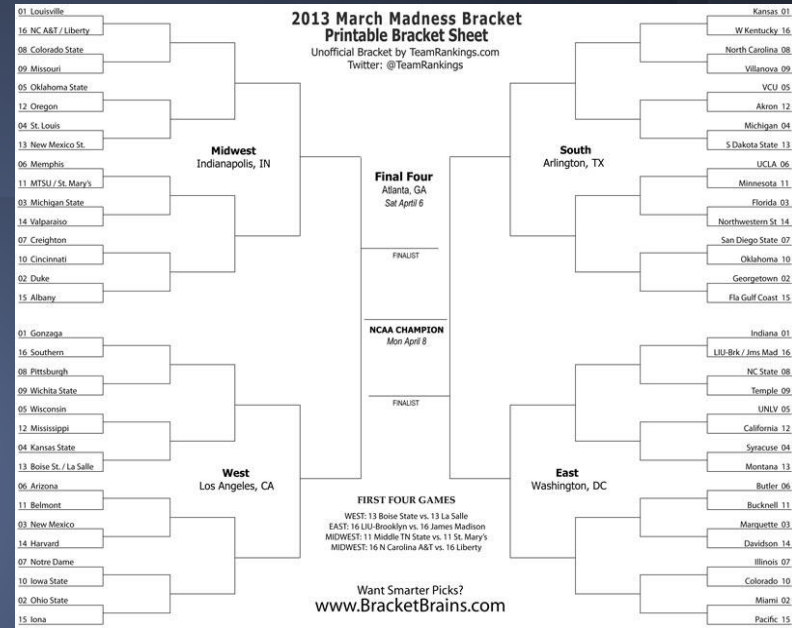 2013 March Madness Bracket
Printable Bracket Sheet
Unofficial Bracket by TeamRankings.com
Twitter: @TeamRankings
01 Louisville
16 NC A&T / Liberty
08 Colorado State
09 Missouri
05 Oklahoma State
12 Oregon
04 St. Louis
13 New Mexico St.
06 Memphis
11 MTSU / St. Mary's
03 Michigan State
14 Valparaiso
07 Creighton
10 Cincinnati
02 Duke
15 Albany
Midwest
Indianapolis, IN
01 Gonzaga
16 Southern
08 Pittsburgh
09 Wichita State
05 Wisconsin
12 Mississippi
04 Kansas State
13 Boise St. / La Salle
06 Arizona
11 Belmont
03 New Mexico
14 Harvard
07 Notre Dame
10 Iowa State
02 Ohio State
15 Iona
West
Los Angeles, CA
Final Four
Atlanta, GA
Sat Aprtil 6
FINALIST
NCAA CHAMPION
Mon April 8
FINALIST
Kansas 01
W Kentucky 16
North Carolina 08
Villanova 09
VCU 05
Akron 12
Michigan 04
S Dakota State 13
UCLA 06
Minnesota 11
Florida 03
Northwestern St 14
San Diego State 07
Oklahoma 10
Georgetown 02
Fla Gulf Coast 15
South
Arlington, TX
Indiana 01
LIU-Brk / Jms Mad 16
NC State 08
Temple 09
UNLV 05
California 12
Syracuse 04
Montana 13
Butler 06
Bucknell 11
Marquette 03
Davidson 14
Illinois 07
Colorado 10
Miami 02
Pacific 15
East
Washington, DC
FIRST FOUR GAMES
WEST: 13 Boise State vs. 13 La Salle
EAST: 16 LIU-Brooklyn vs. 16 James Madison
MIDWEST: 11 Middle TN State vs. 11 St. Mary's
MIDWEST: 16 N Carolina A&T vs. 16 Liberty
Want Smarter Picks?
www.BracketBrains.com